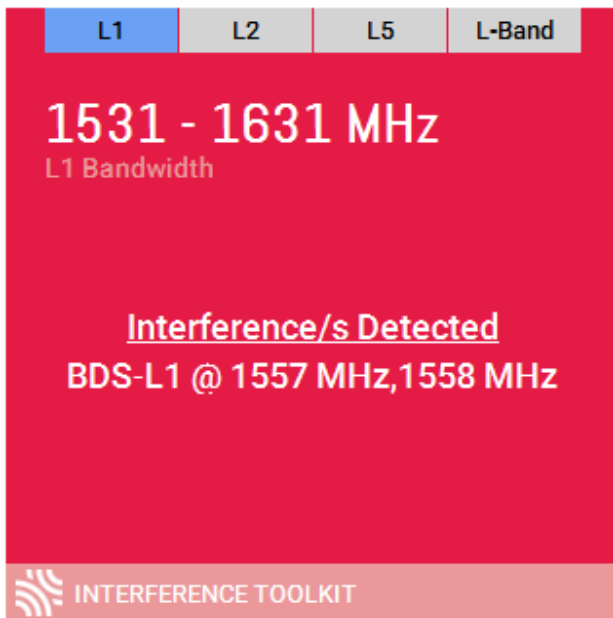 L1 L2 L5 L-Band
1531 - 1631 MHz
L1 Bandwidth
Interference/s Detected
BDS-L1 @ 1557 MHz,1558 MHz
INTERFERENCE TOOLKIT